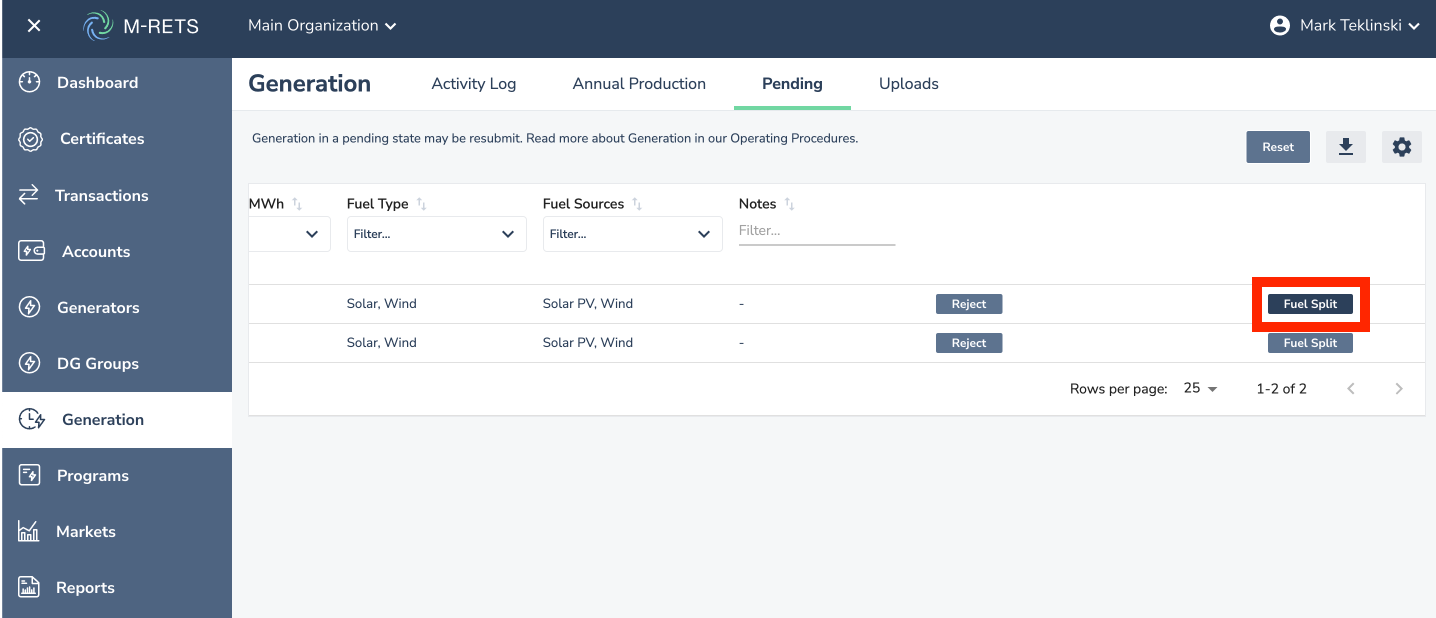 M-RETS
Main Organization
Mark Teklinski
Dashboard
Certificates
Transactions
Accounts
Generators
DG Groups
Generation
Programs
Markets
Reports
Generation Activity Log Annual Production Pending Uploads
Generation in a pending state may be resubmit. Read more about Generation in our Operating Procedures.
Reset
MWh Fuel Type Fuel Sources Notes
Filter... Filter... Filter...
Solar, Wind Solar PV, Wind - Reject Fuel Split
Solar, Wind Solar PV, Wind - Reject Fuel Split
Rows per page: 25 1-2 of 2